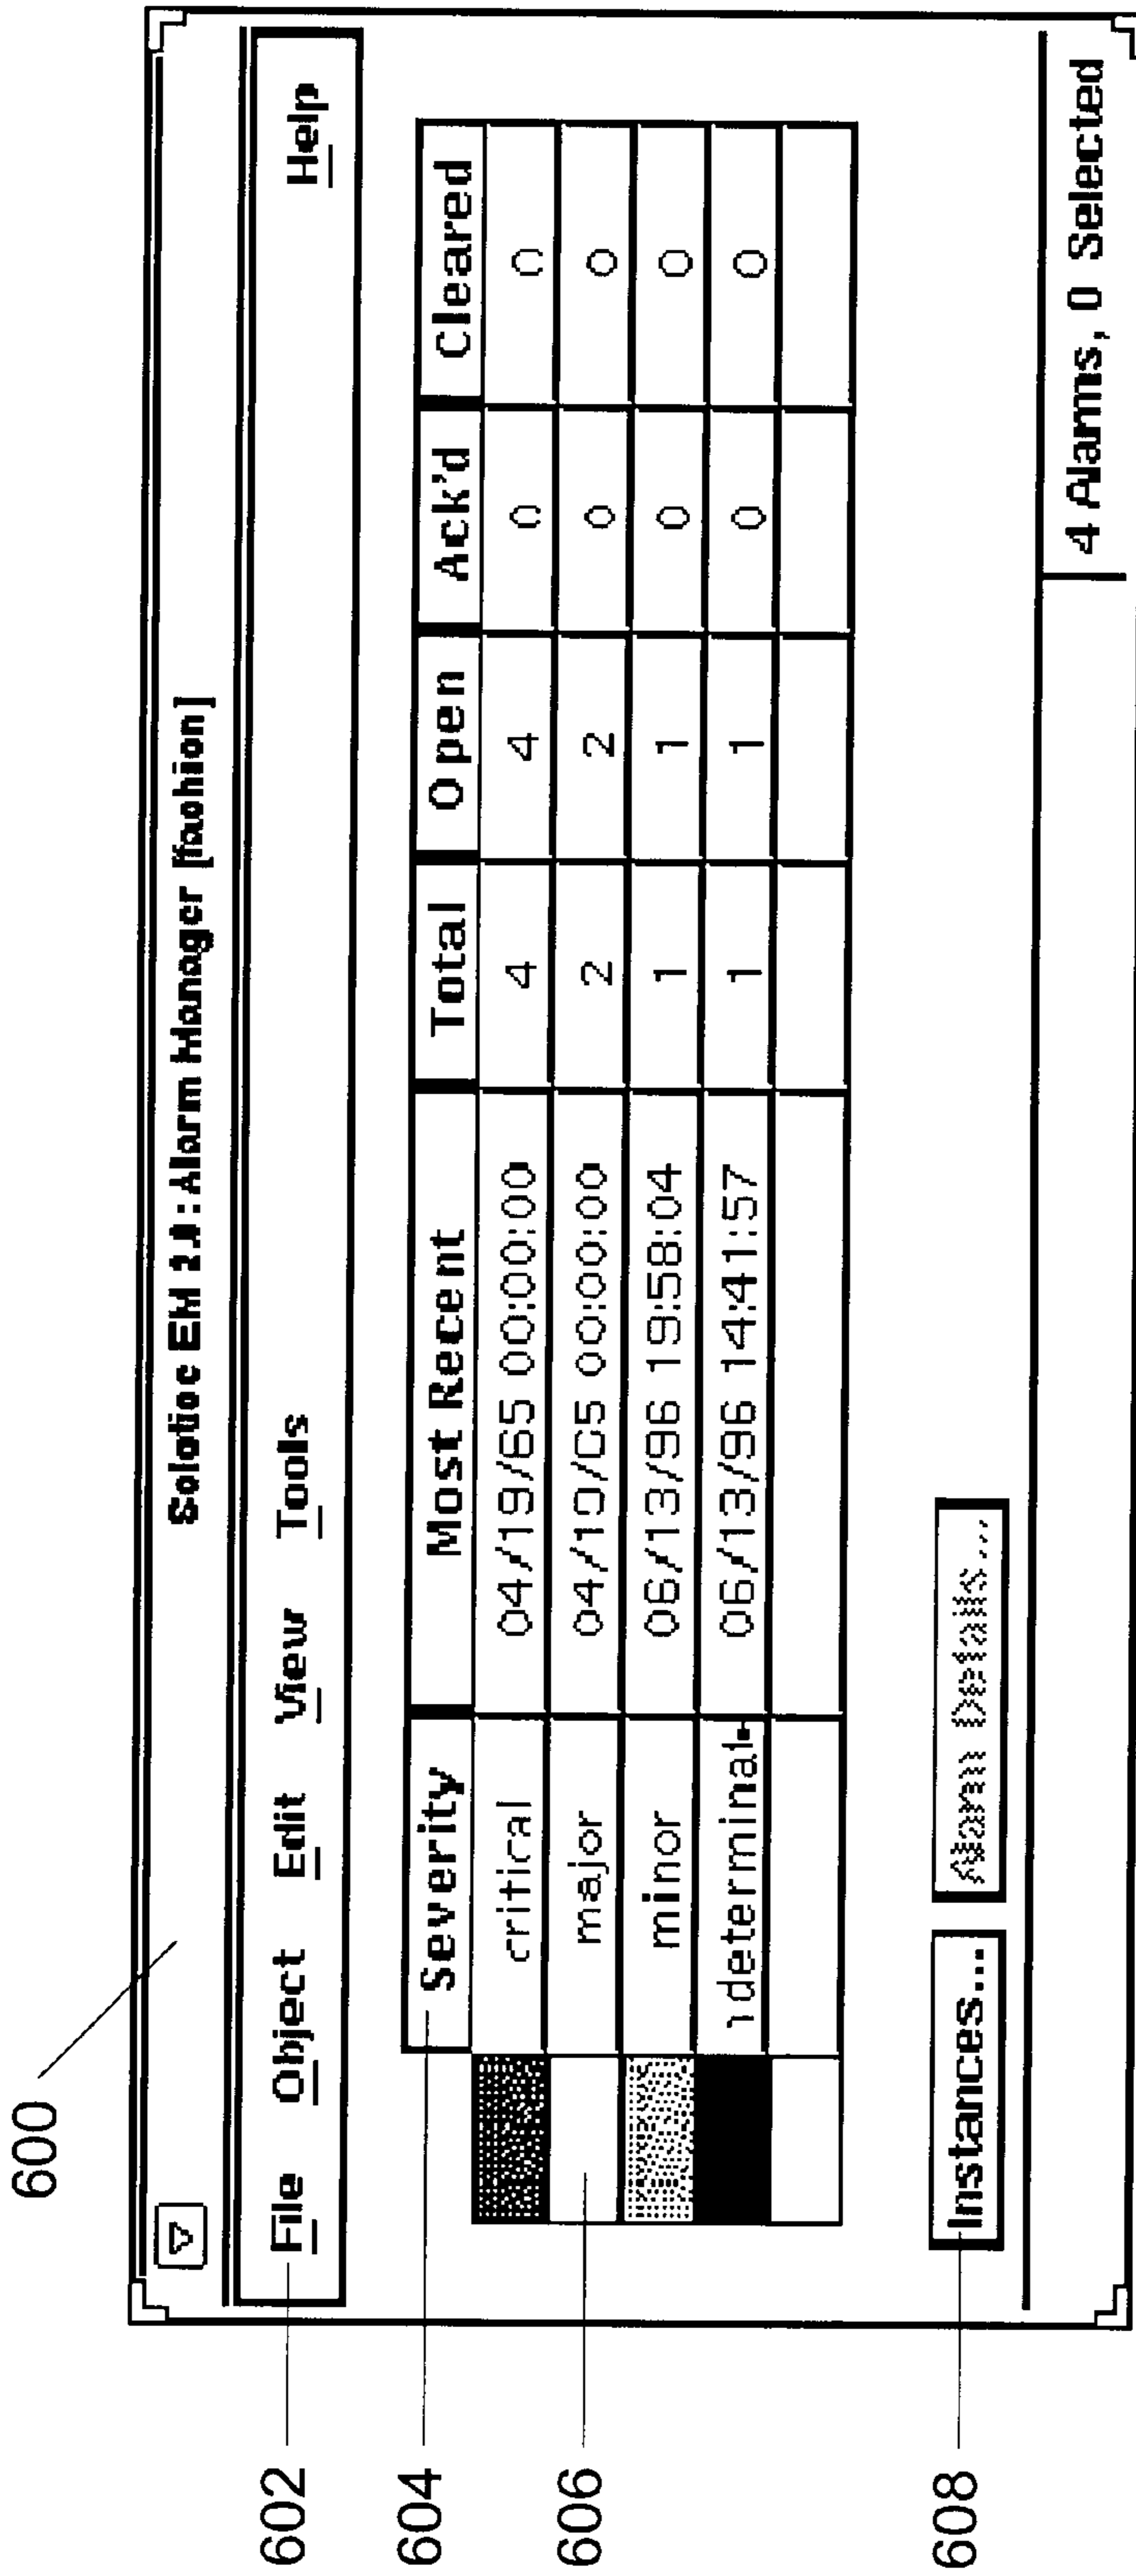 600
Solstice EM 2.0 : Alarm Manager [fashion]
602
File Object Edit View Tools Help
604
Severity Most Recent Total Open Ack'd Cleared
critical 04/19/65 00:00:00 4 4 0 0
606
major 04/19/65 00:00:00 2 2 0 0
minor 06/13/96 19:58:04 1 1 0 0
ndeterminat 06/13/96 14:41:57 1 1 0 0
608
Instances... Alarm Details...
4 Alarms, 0 Selected